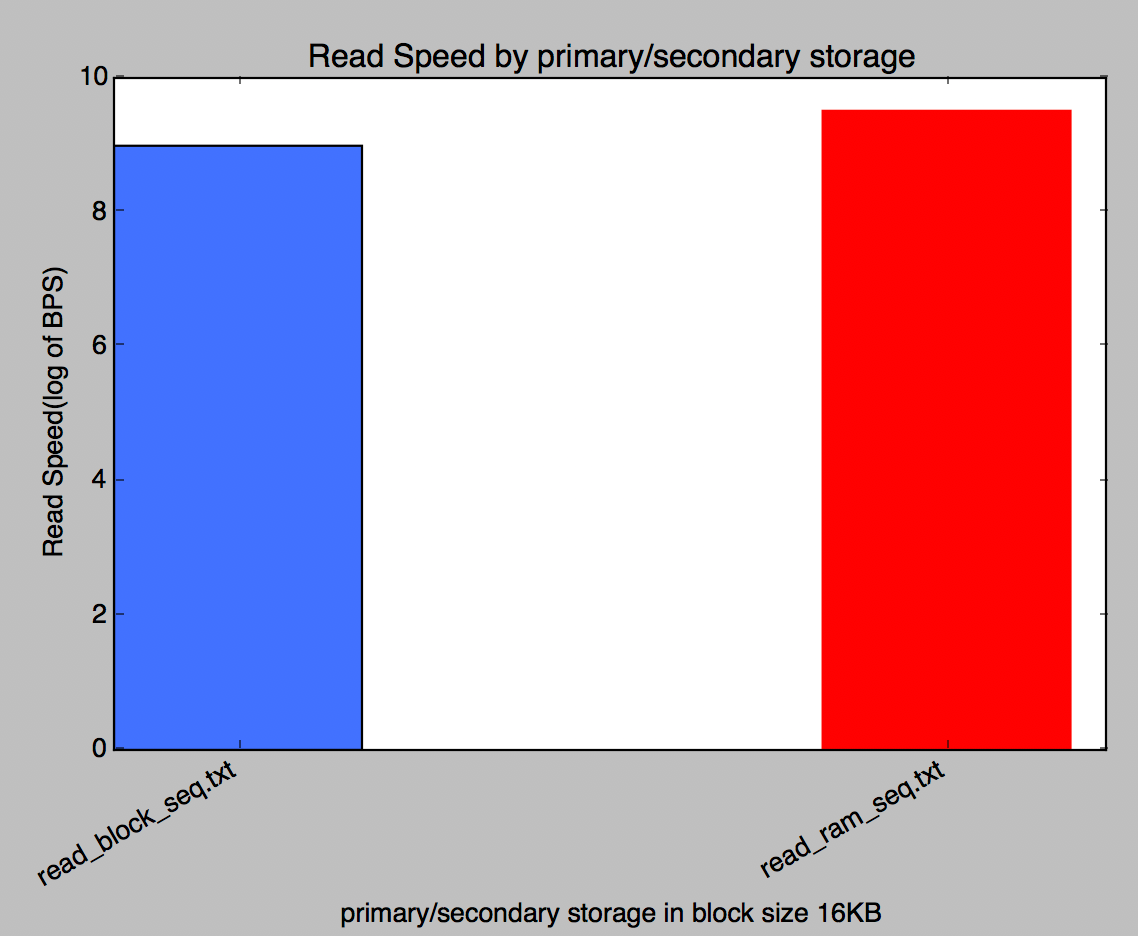 Read Speed by primary/secondary storage
10
8
6
4
2
0
Read Speed(log of BPS)
read_block_seq.txt
read_ram_seq.txt
primary/secondary storage in block size 16KB